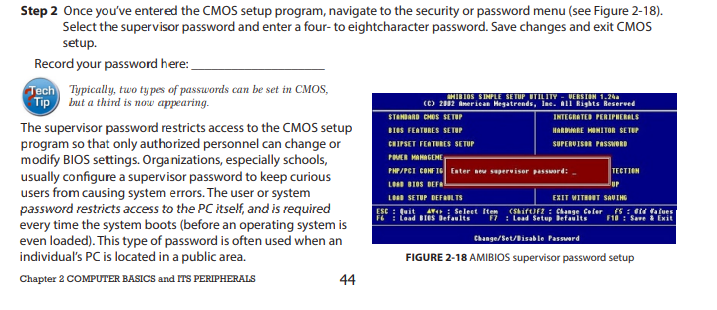 Step 2 Once you've entered the CMOS setup program, navigate to the security or password menu (see Figure 2-18).
Select the supervisor password and enter a four- to eightcharacter password. Save changes and exit CMOS
setup.
Record your password here: ____________________
Tech
Tip
Typically, two types of passwords can be set in CMOS,
but a third is now appearing.
The supervisor password restricts access to the CMOS setup
program so that only authorized personnel can change or
modify BIOS settings. Organizations, especially schools,
usually configure a supervisor password to keep curious
users from causing system errors. The user or system
password restricts access to the PC itself, and is required
every time the system boots (before an operating system is
even loaded). This type of password is often used when an
individual's PC is located in a public area.
AMIBIOS SIMPLE SETUP UTILITY - VERSION 1.24a
(C) 2002 American Megatrends, Inc. All Rights Reserved
STANDARD CMOS SETUP
INTEGRATED PERIPHERALS
BIOS FEATURES SETUP
HARDWARE MONITOR SETUP
CHIPSET FEATURES SETUP
SUPERVISOR PASSWORD
POWER MANAGEME
PNP/PCI CONFIG
Enter new supervisor password: _
TECTION
LOAD BIOS DEFA
UP
LOAD SETUP DEFAULTS
EXIT WITHOUT SAVING
ESC : Quit : Select Item (Shift)F2 : Change Color F5 : Old Values
F6 : Load BIOS Defaults F7 : Load Setup Defaults F10 : Save & Exit
Change/Set/Disable Password
FIGURE 2-18 AMIBIOS supervisor password setup
Chapter 2 COMPUTER BASICS and ITS PERIPHERALS
44